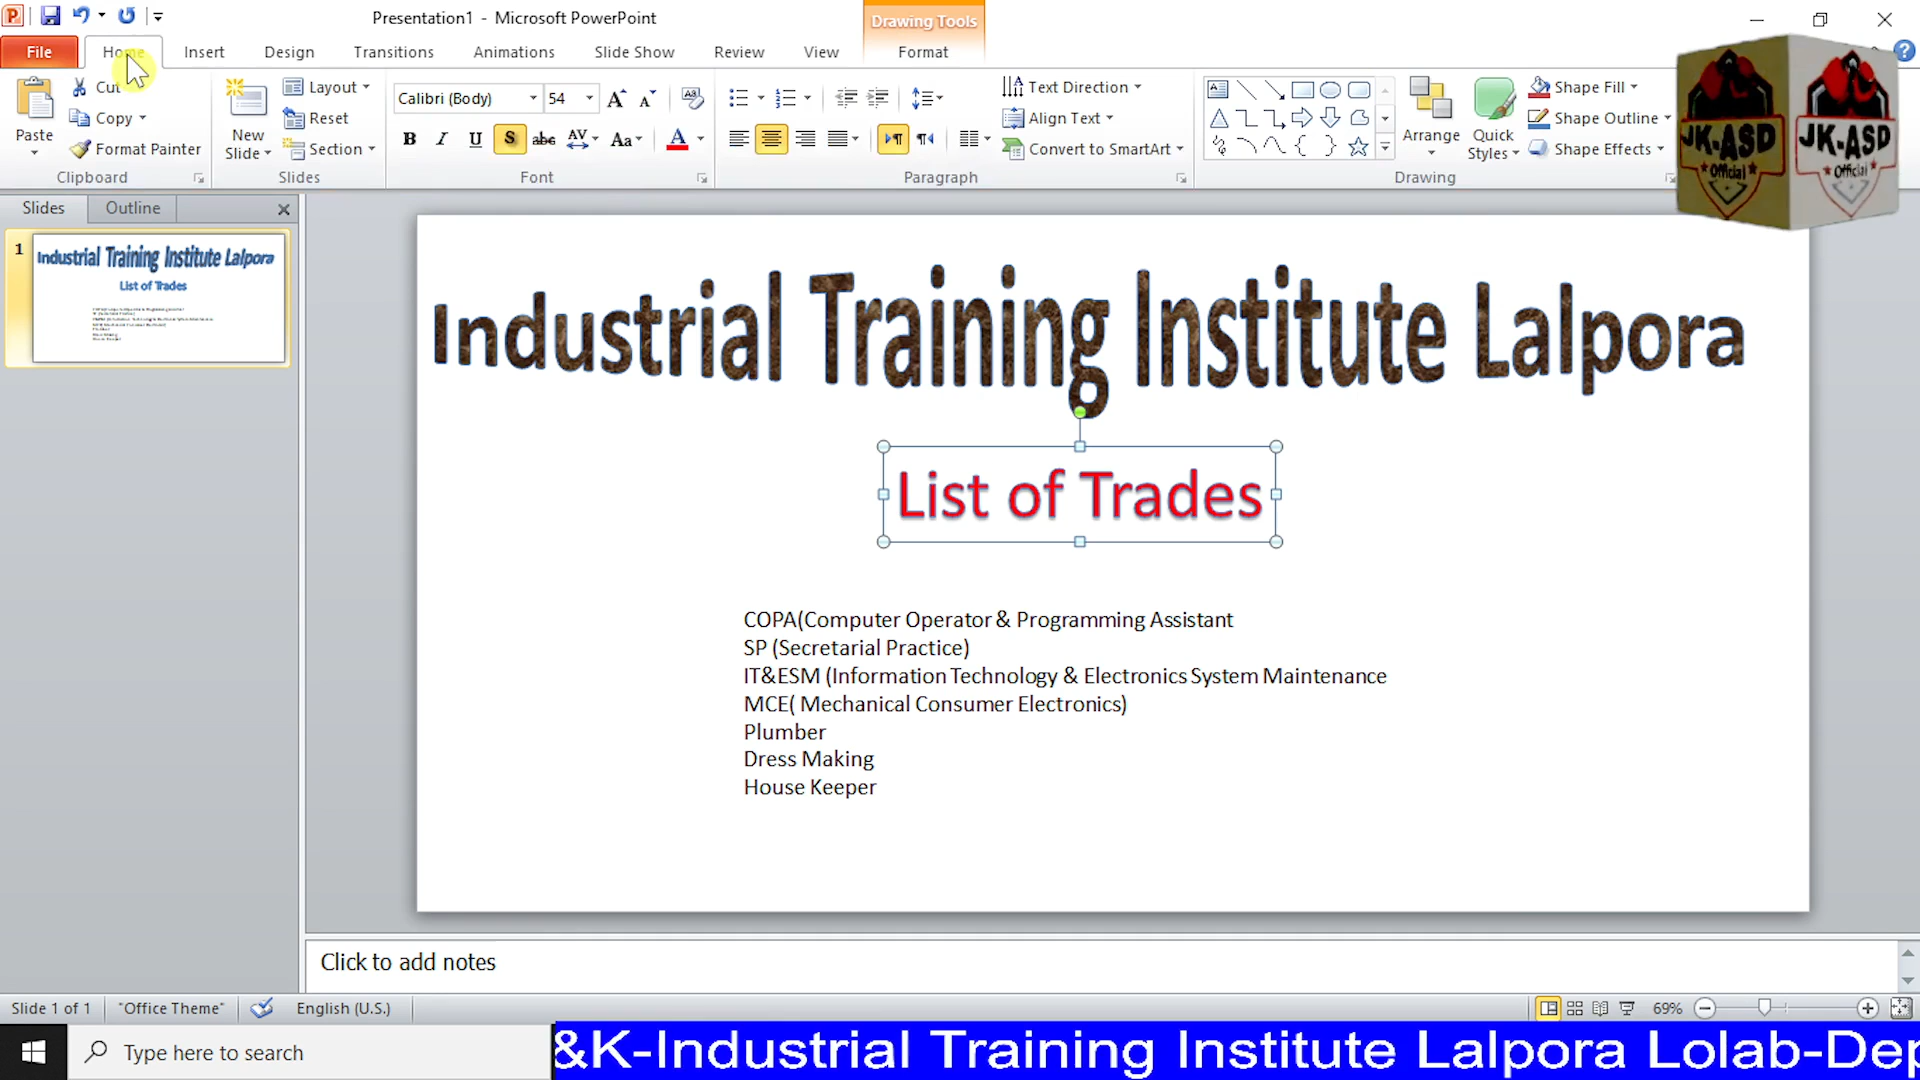 Presentation1 - Microsoft PowerPoint
Drawing Tools
File Home Insert Design Transitions Animations Slide Show Review View Format
Paste
Cut
Copy
Format Painter
Clipboard
New
Slide
Layout
Reset
Section
Slides
Calibri (Body) 54
B I U S abc AV Aa A
Font
Text Direction
Align Text
Convert to SmartArt
Paragraph
Arrange
Quick
Styles
Shape Fill
Shape Outline
Shape Effects
Drawing
JK-ASD
Official
JK-ASD
Official
Slides Outline
1
Industrial Training Institute Lalpora
List of Trades
Industrial Training Institute Lalpora
List of Trades
COPA(Computer Operator & Programming Assistant
SP (Secretarial Practice)
IT&ESM (Information Technology & Electronics System Maintenance
MCE( Mechanical Consumer Electronics)
Plumber
Dress Making
House Keeper
Click to add notes
Slide 1 of 1 "Office Theme" English (U.S.) 69%
Type here to search
&K-Industrial Training Institute Lalpora Lolab-Dep